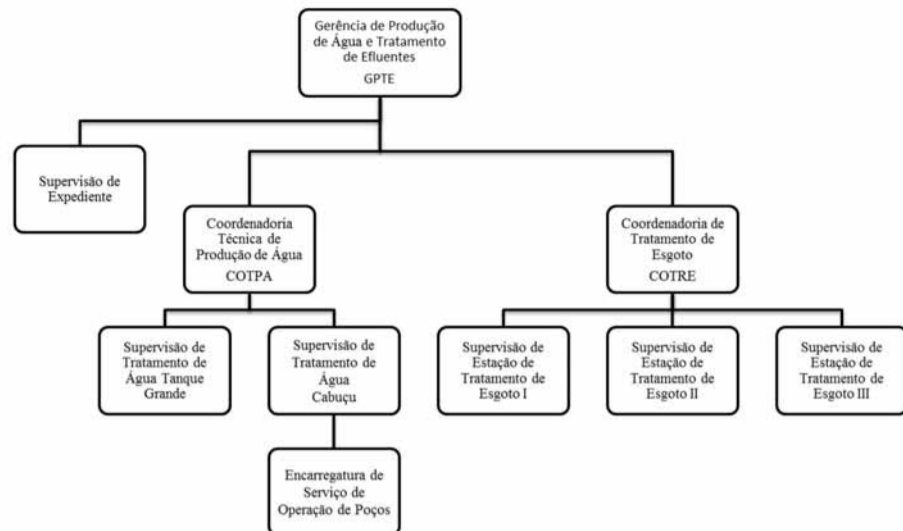 Gerência de Produção
de Água e Tratamento
de Efluentes
GPTE
Supervisão de
Expediente
Coordenadoria
Técnica de
Produção de Água
COTPA
Coordenadoria de
Tratamento de
Esgoto
COTRE
Supervisão de
Tratamento de
Água Tanque
Grande
Supervisão de
Tratamento de
Água
Cabuçu
Supervisão de
Estação de
Tratamento de
Esgoto I
Supervisão de
Estação de
Tratamento de
Esgoto II
Supervisão de
Estação de
Tratamento de
Esgoto III
Encarregatura de
Serviço de
Operação de Poços